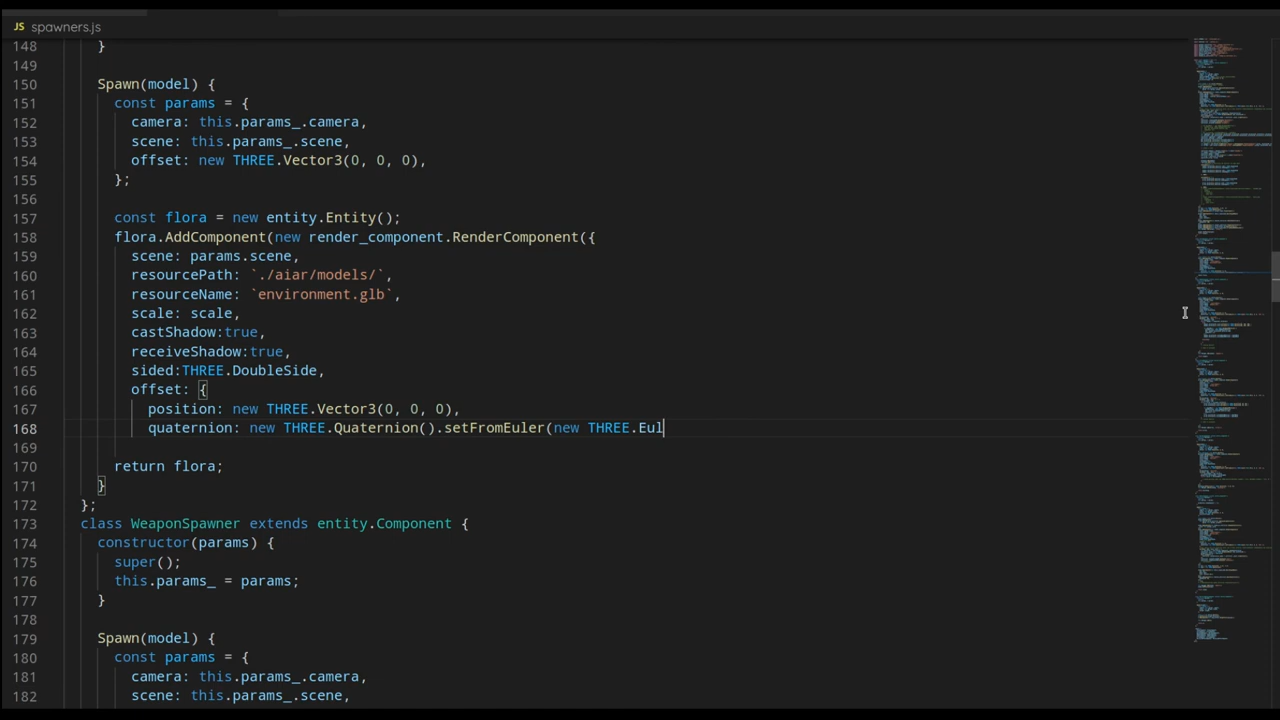 JS spawners.js
148 }
149
150 Spawn(model) {
151 const params = {
152 camera: this.params_.camera,
153 scene: this.params_.scene,
154 offset: new THREE.Vector3(0, 0, 0),
155 };
156
157 const flora = new entity.Entity();
158 flora.AddComponent(new render_component.RenderComponent({
159 scene: params.scene,
160 resourcePath: `./aiar/models/`,
161 resourceName: `environment.glb`,
162 scale: scale,
163 castShadow:true,
164 receiveShadow:true,
165 sided:THREE.DoubleSide,
166 offset: {
167 position: new THREE.Vector3(0, 0, 0),
168 quaternion: new THREE.Quaternion().setFromEuler(new THREE.Eul
169
170 return flora;
171 }
172 };
173 class WeaponSpawner extends entity.Component {
174 constructor(params) {
175 super();
176 this.params_ = params;
177 }
178
179 Spawn(model) {
180 const params = {
181 camera: this.params_.camera,
182 scene: this.params_.scene,